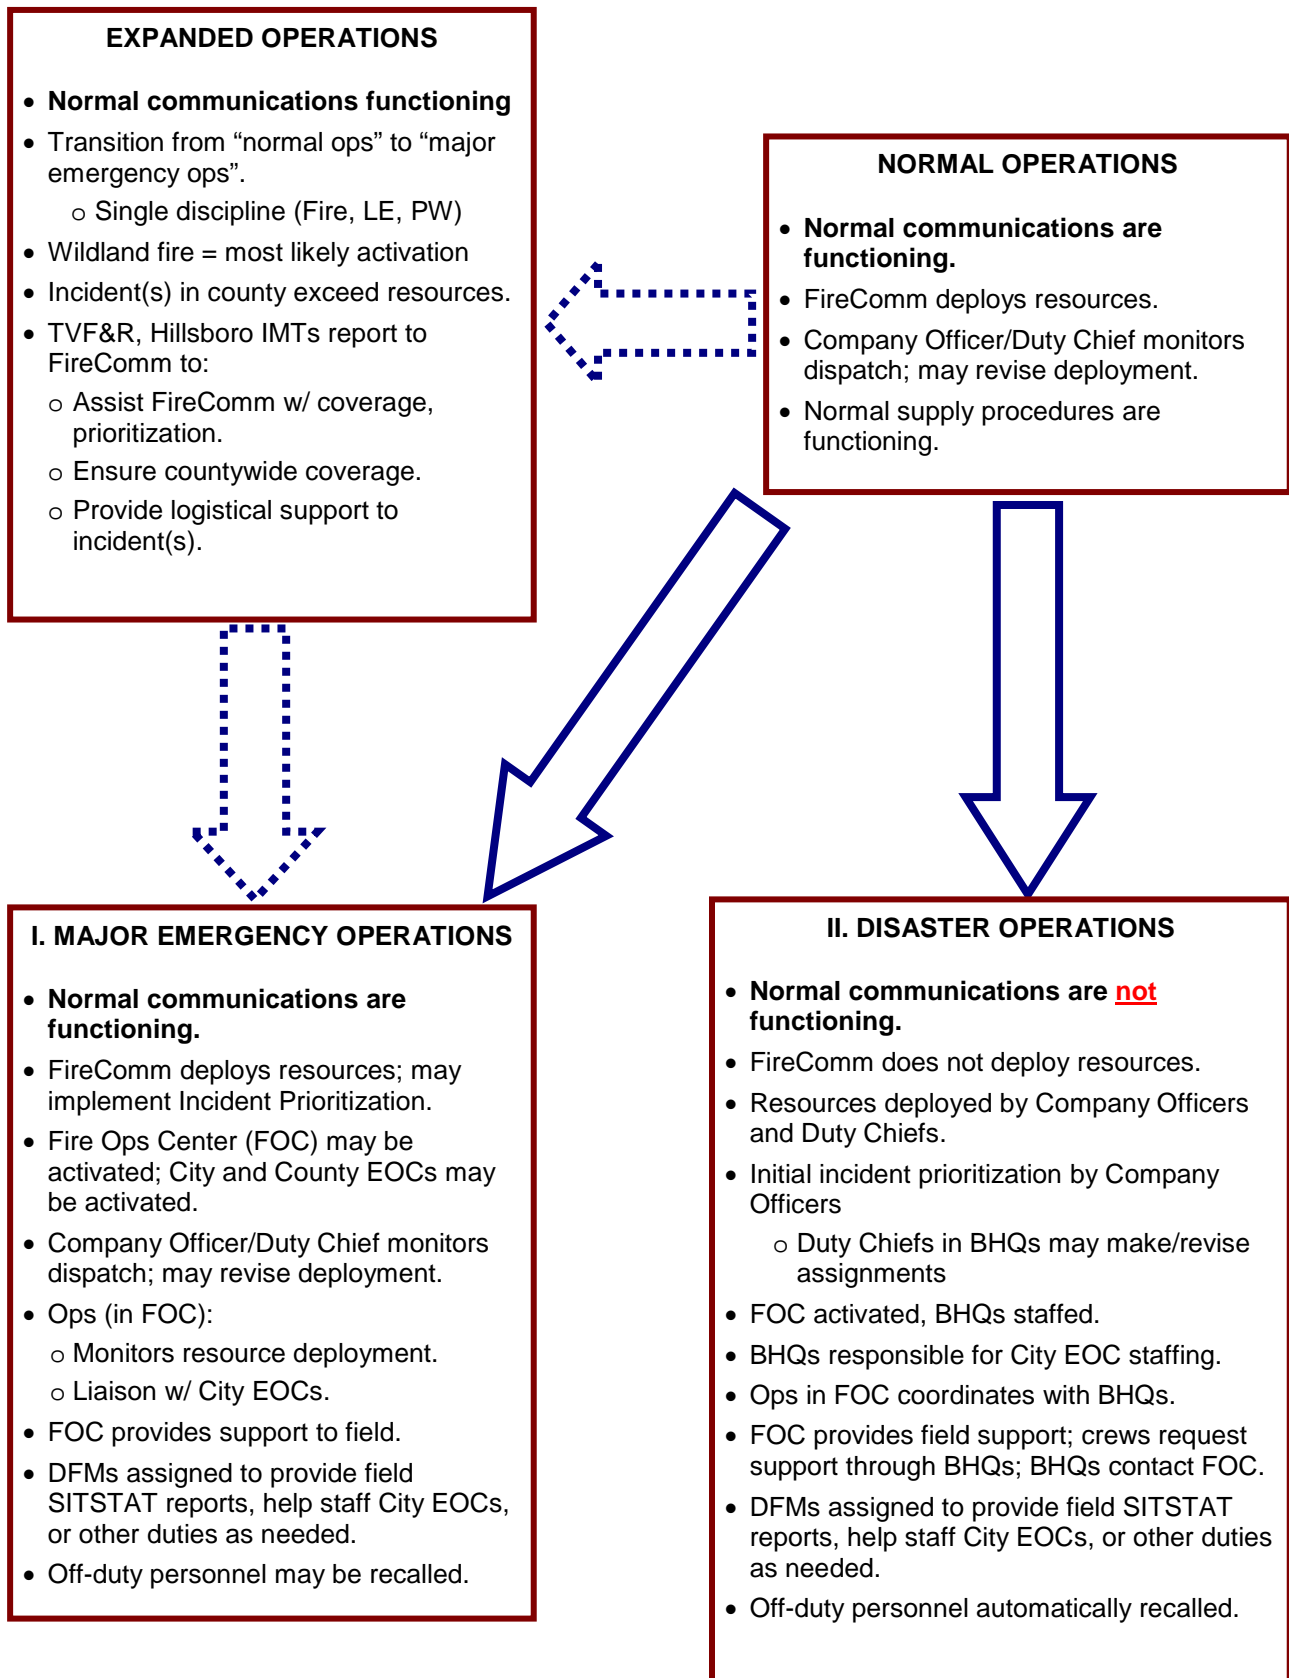 EXPANDED OPERATIONS
• Normal communications functioning
• Transition from “normal ops” to “major
emergency ops”.
o Single discipline (Fire, LE, PW)
• Wildland fire = most likely activation
• Incident(s) in county exceed resources.
• TVF&R, Hillsboro IMTs report to
FireComm to:
o Assist FireComm w/ coverage,
prioritization.
o Ensure countywide coverage.
o Provide logistical support to
incident(s).
NORMAL OPERATIONS
• Normal communications are
functioning.
• FireComm deploys resources.
• Company Officer/Duty Chief monitors
dispatch; may revise deployment.
• Normal supply procedures are
functioning.
I. MAJOR EMERGENCY OPERATIONS
• Normal communications are
functioning.
• FireComm deploys resources; may
implement Incident Prioritization.
• Fire Ops Center (FOC) may be
activated; City and County EOCs may
be activated.
• Company Officer/Duty Chief monitors
dispatch; may revise deployment.
• Ops (in FOC):
o Monitors resource deployment.
o Liaison w/ City EOCs.
• FOC provides support to field.
• DFMs assigned to provide field
SITSTAT reports, help staff City EOCs,
or other duties as needed.
• Off-duty personnel may be recalled.
II. DISASTER OPERATIONS
• Normal communications are not
functioning.
• FireComm does not deploy resources.
• Resources deployed by Company Officers
and Duty Chiefs.
• Initial incident prioritization by Company
Officers
o Duty Chiefs in BHQs may make/revise
assignments
• FOC activated, BHQs staffed.
• BHQs responsible for City EOC staffing.
• Ops in FOC coordinates with BHQs.
• FOC provides field support; crews request
support through BHQs; BHQs contact FOC.
• DFMs assigned to provide field SITSTAT
reports, help staff City EOCs, or other duties
as needed.
• Off-duty personnel automatically recalled.